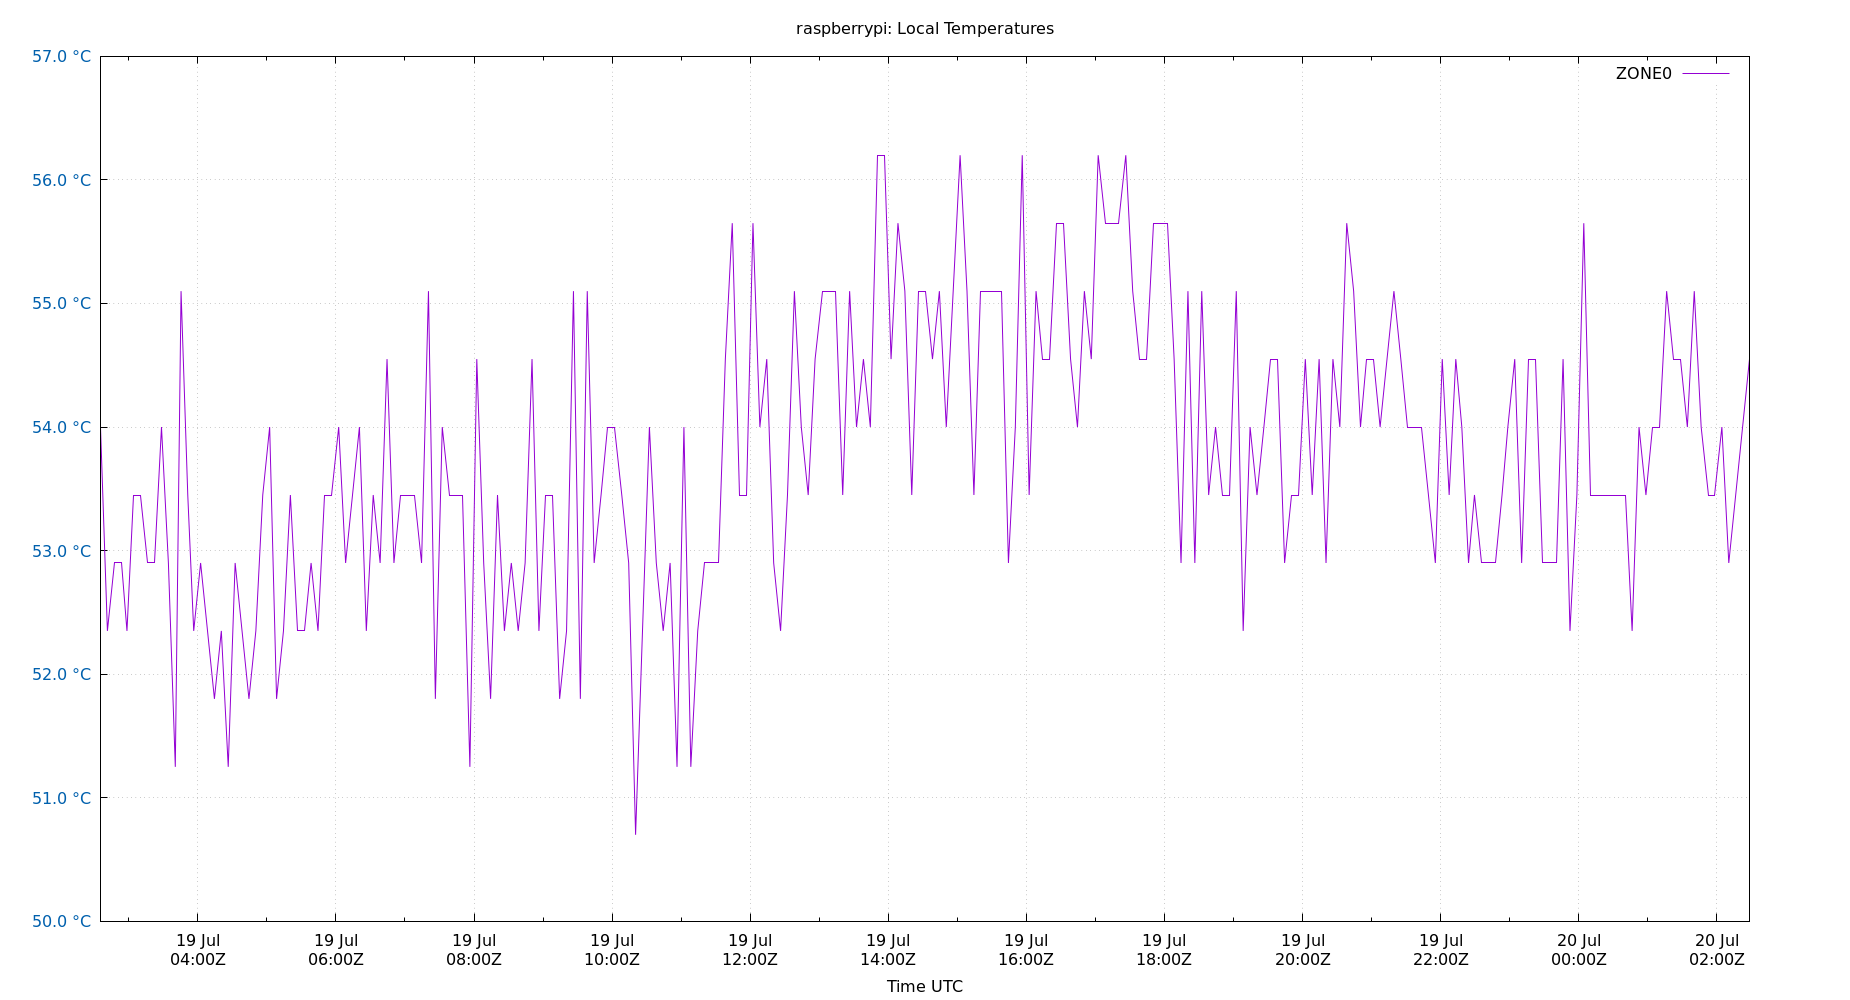 raspberrypi: Local Temperatures
57.0 °C
ZONE0
56.0 °C
55.0 °C
54.0 °C
53.0 °C
52.0 °C
51.0 °C
50.0 °C
19 Jul 19 Jul 19 Jul 19 Jul 19 Jul 19 Jul 19 Jul 19 Jul 19 Jul 19 Jul 20 Jul 20 Jul
04:00Z 06:00Z 08:00Z 10:00Z 12:00Z 14:00Z 16:00Z 18:00Z 20:00Z 22:00Z 00:00Z 02:00Z
Time UTC